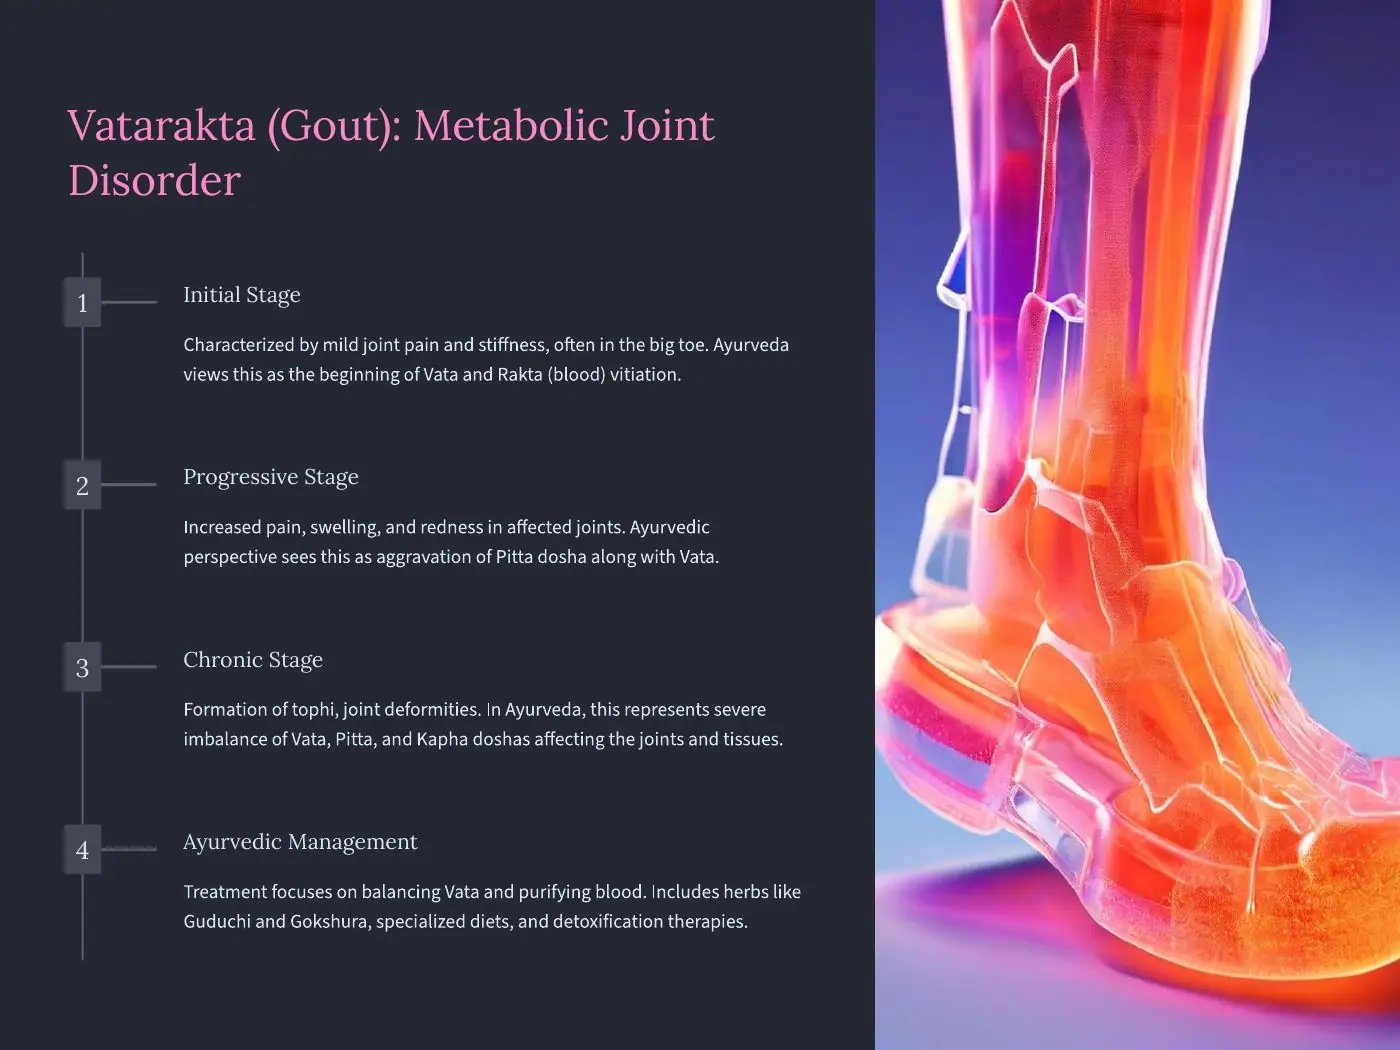 Vatarakta (Gout): Metabolic Joint
Disorder
1
Initial Stage
Characterized by mild joint pain and stiffness, often in the big toe. Ayurveda
views this as the beginning of Vata and Rakta (blood) vitiation.
2
Progressive Stage
Increased pain, swelling, and redness in affected joints. Ayurvedic
perspective sees this as aggravation of Pitta dosha along with Vata.
3
Chronic Stage
Formation of tophi, joint deformities. In Ayurveda, this represents severe
imbalance of Vata, Pitta, and Kapha doshas affecting the joints and tissues.
4
Ayurvedic Management
Treatment focuses on balancing Vata and purifying blood. Includes herbs like
Guduchi and Gokshura, specialized diets, and detoxification therapies.